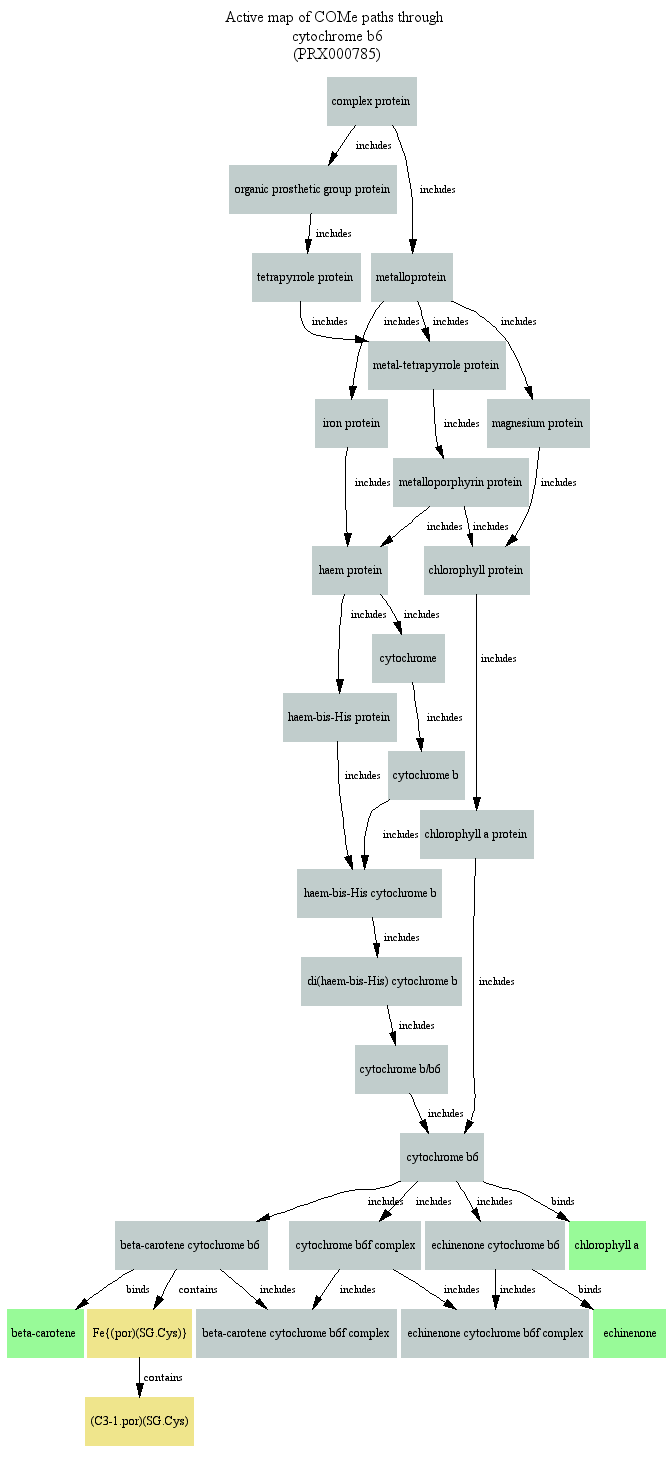 Active map of COMe paths through
cytochrome b6
(PRX000785)
complex protein
includes
organic prosthetic group protein
includes
includes
tetrapyrrole protein
metalloprotein
includes
includes
includes
includes
metal-tetrapyrrole protein
iron protein
includes
magnesium protein
includes
metalloporphyrin protein
includes
includes
includes
haem protein
chlorophyll protein
includes
includes
cytochrome
includes
haem-bis-His protein
includes
includes
cytochrome b
includes
chlorophyll a protein
haem-bis-His cytochrome b
includes
di(haem-bis-His) cytochrome b
includes
includes
cytochrome b/b6
includes
cytochrome b6
includes
includes
includes
binds
beta-carotene cytochrome b6
cytochrome b6f complex
echinenone cytochrome b6
chlorophyll a
binds
contains
includes
includes
includes
includes
binds
beta-carotene
Fe{(por)(SG.Cys)}
beta-carotene cytochrome b6f complex
echinenone cytochrome b6f complex
echinenone
contains
(C3-1.por)(SG.Cys)